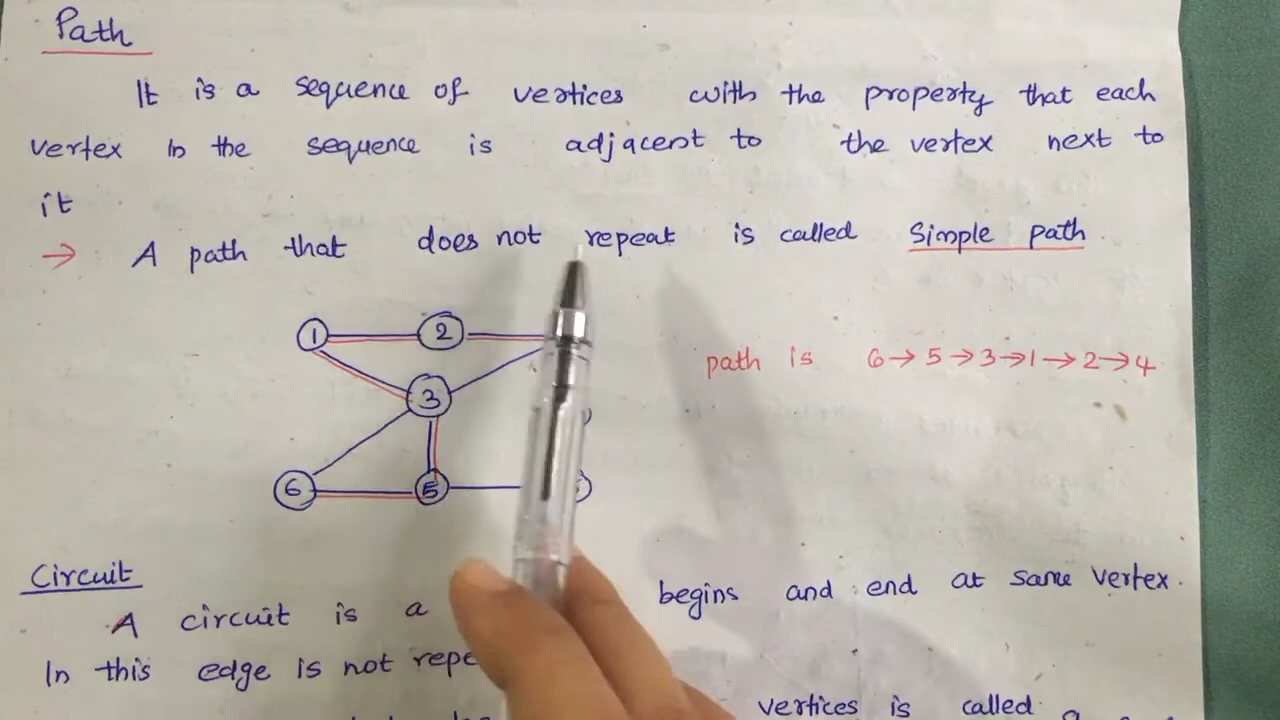 Path
It is a sequence of vertices with the property that each
vertex in the sequence is adjacent to the vertex next to
it
→ A path that does not repeat is called Simple path
1 2
path is 6→5→3→1→2→4
3
6 5
Circuit
A circuit is a begins and end at same vertex.
In this edge is not repe
vertices is called